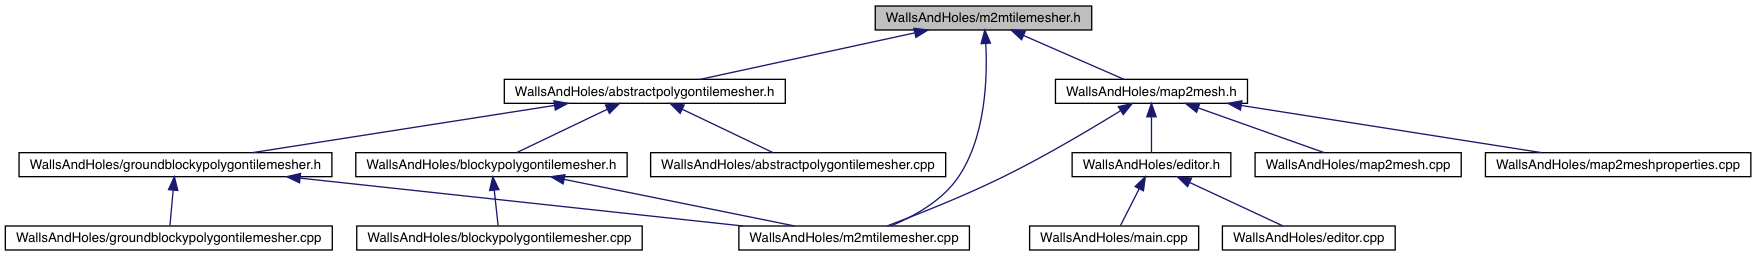 WallsAndHoles/m2mtilemesher.h
WallsAndHoles/abstractpolygontilemesher.h
WallsAndHoles/map2mesh.h
WallsAndHoles/groundblockypolygontilemesher.h
WallsAndHoles/blockypolygontilemesher.h
WallsAndHoles/abstractpolygontilemesher.cpp
WallsAndHoles/editor.h
WallsAndHoles/map2mesh.cpp
WallsAndHoles/map2meshproperties.cpp
WallsAndHoles/groundblockypolygontilemesher.cpp
WallsAndHoles/blockypolygontilemesher.cpp
WallsAndHoles/m2mtilemesher.cpp
WallsAndHoles/main.cpp
WallsAndHoles/editor.cpp